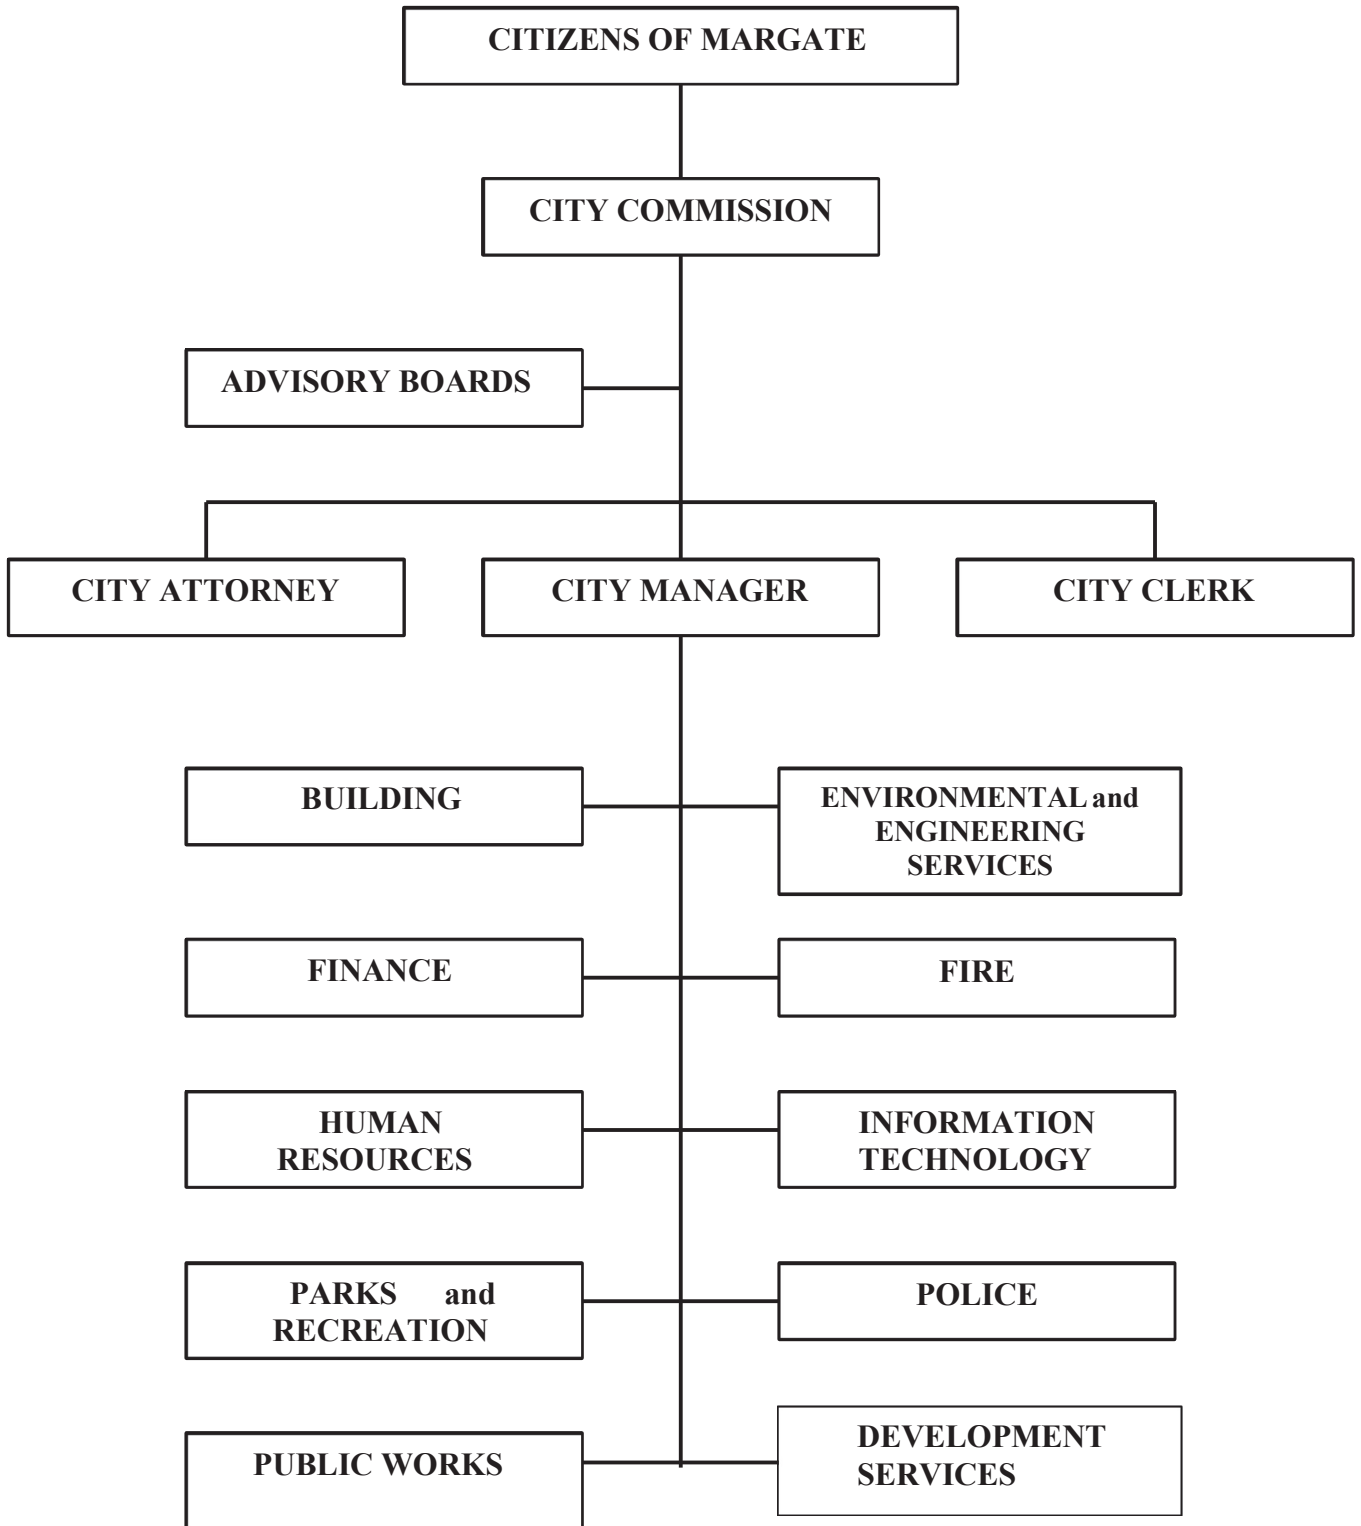 CITIZENS OF MARGATE
CITY COMMISSION
ADVISORY BOARDS
CITY ATTORNEY
CITY MANAGER
CITY CLERK
BUILDING
ENVIRONMENTAL and
ENGINEERING
SERVICES
FINANCE
FIRE
HUMAN
RESOURCES
INFORMATION
TECHNOLOGY
PARKS and
RECREATION
POLICE
PUBLIC WORKS
DEVELOPMENT
SERVICES